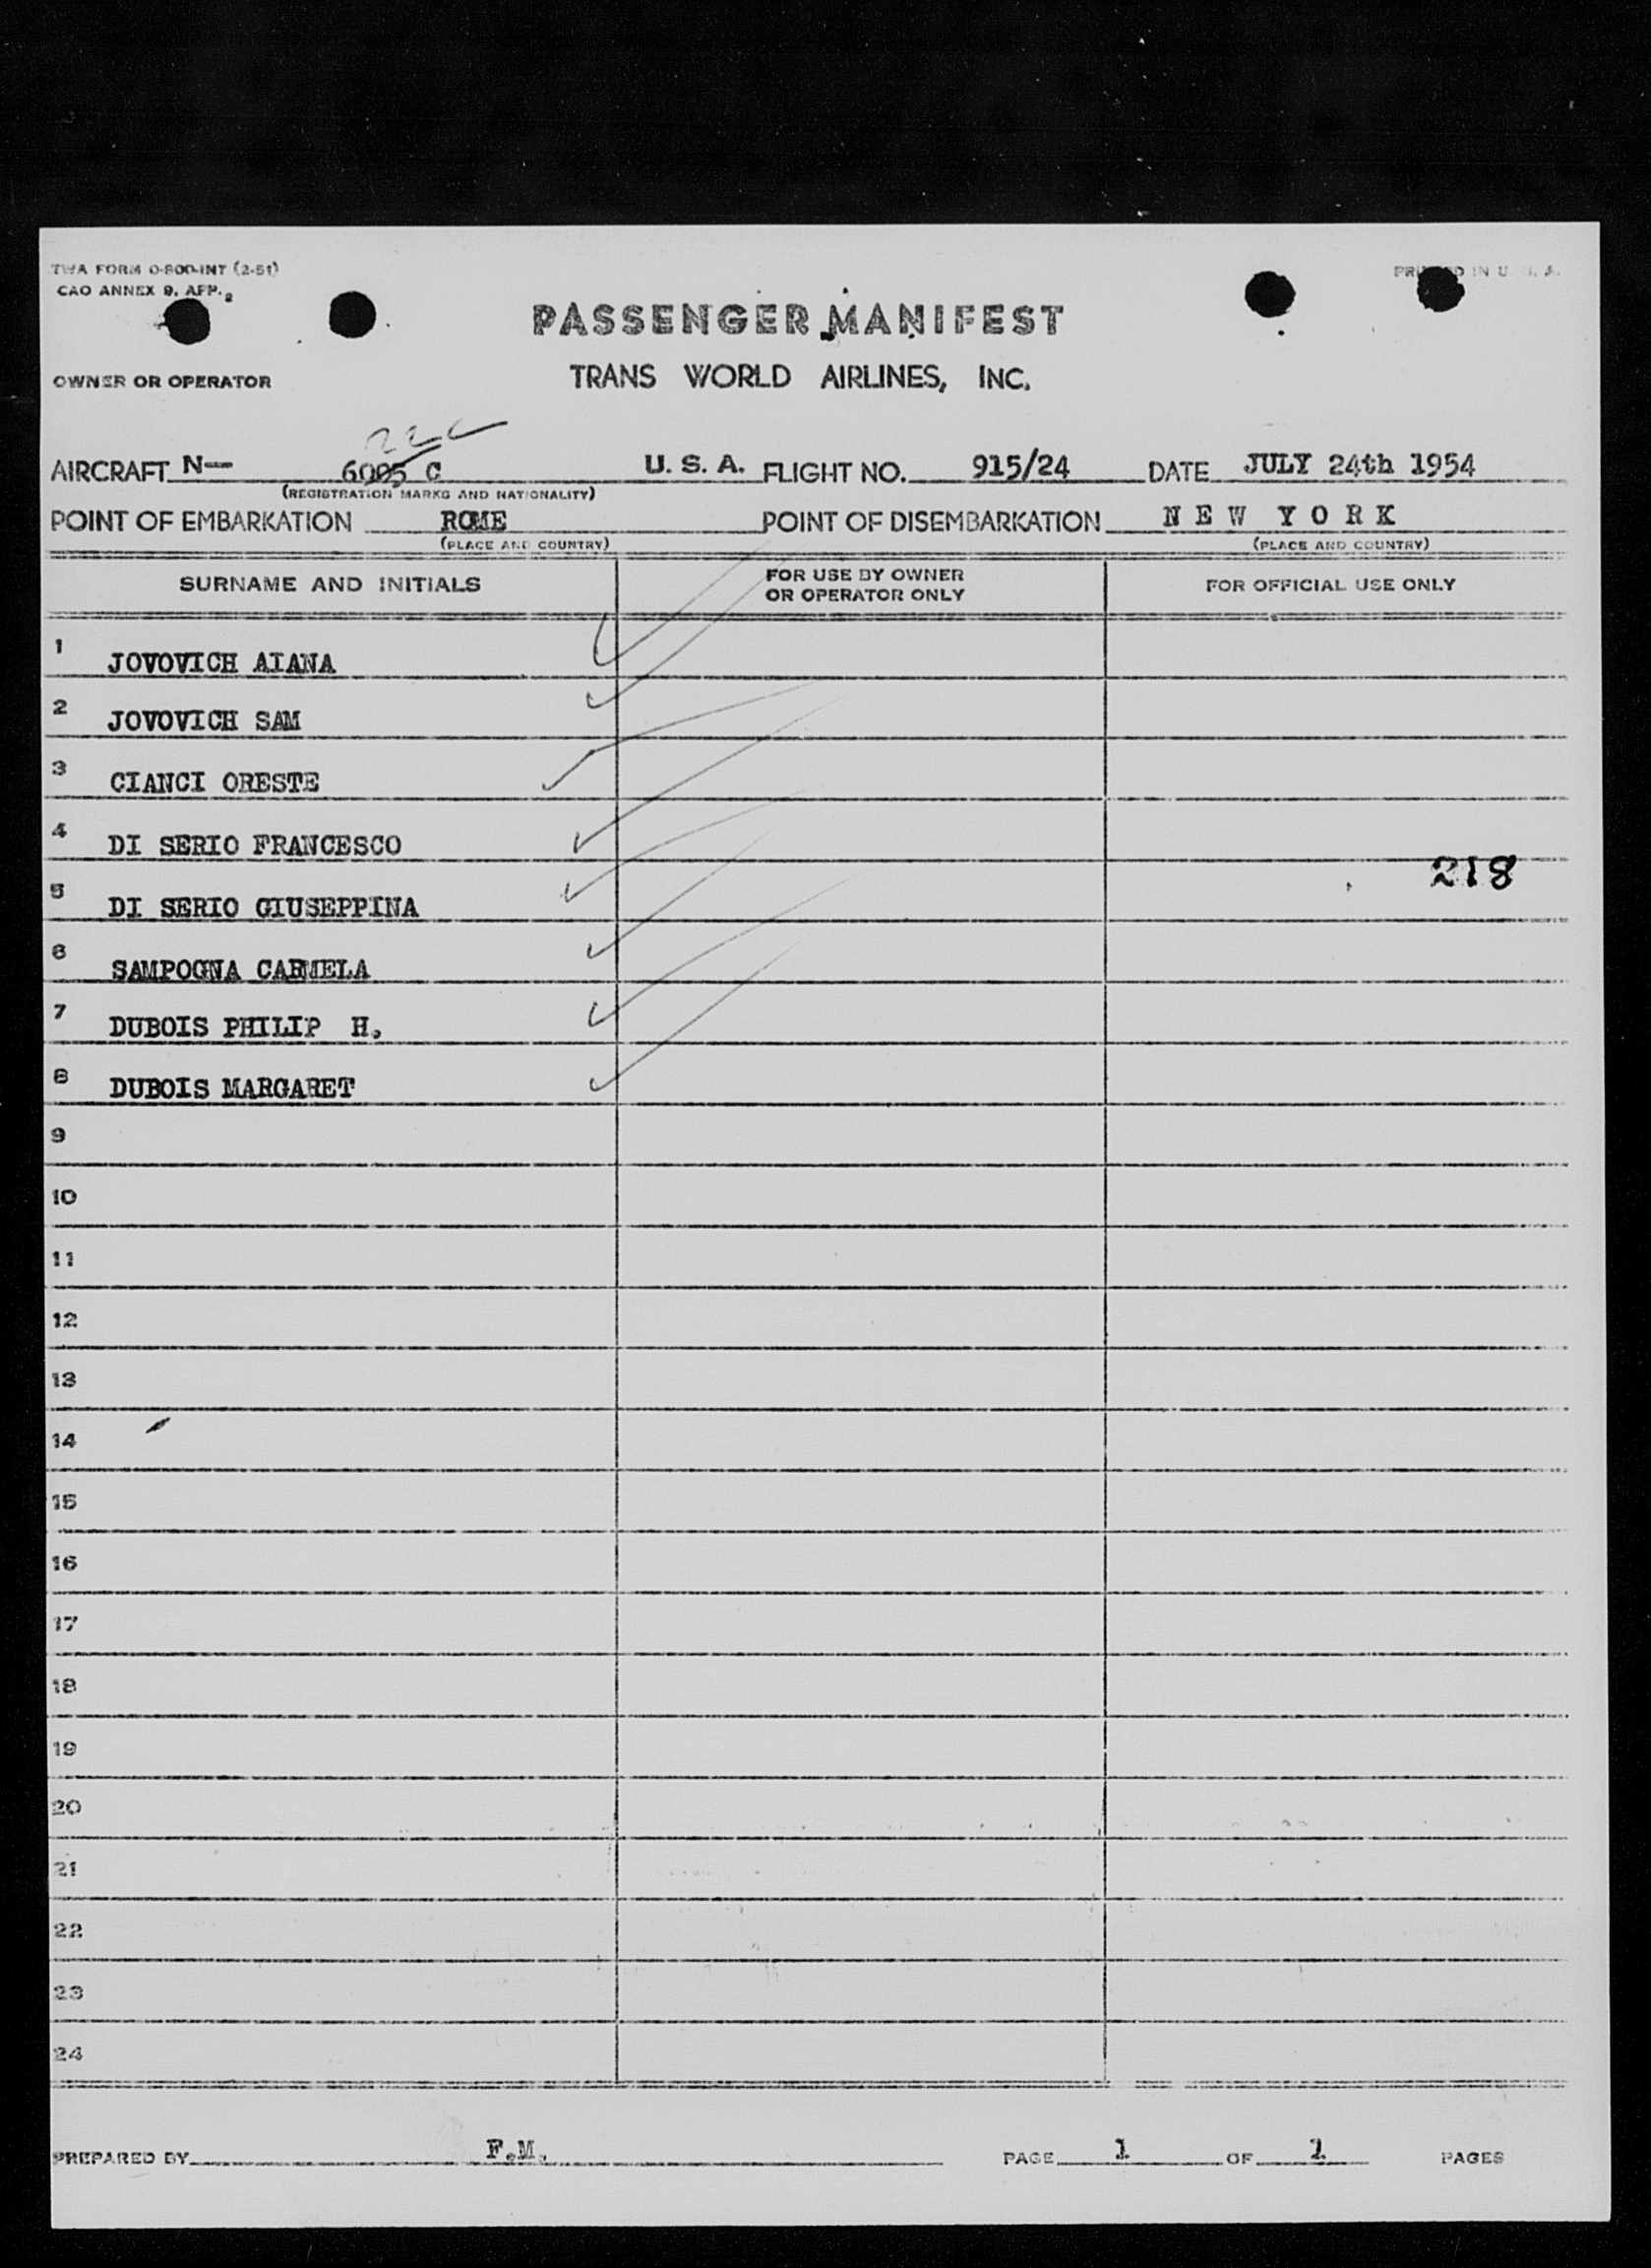 TWA FORM O-800-INT (2-51)
CAO ANNEX 9, APP. 2
PASSENGER MANIFEST
OWNER OR OPERATOR TRANS WORLD AIRLINES, INC.
AIRCRAFT N- C U. S. A. FLIGHT NO. 915/24 DATE JULY 24th 1954
(REGISTRATION MARKS AND NATIONALITY)
POINT OF EMBARKATION ROME POINT OF DISEMBARKATION N E W Y O R K
(PLACE AND COUNTRY) (PLACE AND COUNTRY)
SURNAME AND INITIALS FOR USE BY OWNER OR OPERATOR ONLY FOR OFFICIAL USE ONLY
1 JOVOVICH AIANA
2 JOVOVICH SAM
3 CIANCI ORESTE
4 DI SERIO FRANCESCO
218
5 DI SERIO GIUSEPPINA
6 SAMPOGNA CARMELA
7 DUBOIS PHILIP H.
8 DUBOIS MARGARET
9
10
11
12
13
14
15
16
17
18
19
20
21
22
23
24
PREPARED BY F.M. PAGE 1 OF 1 PAGES